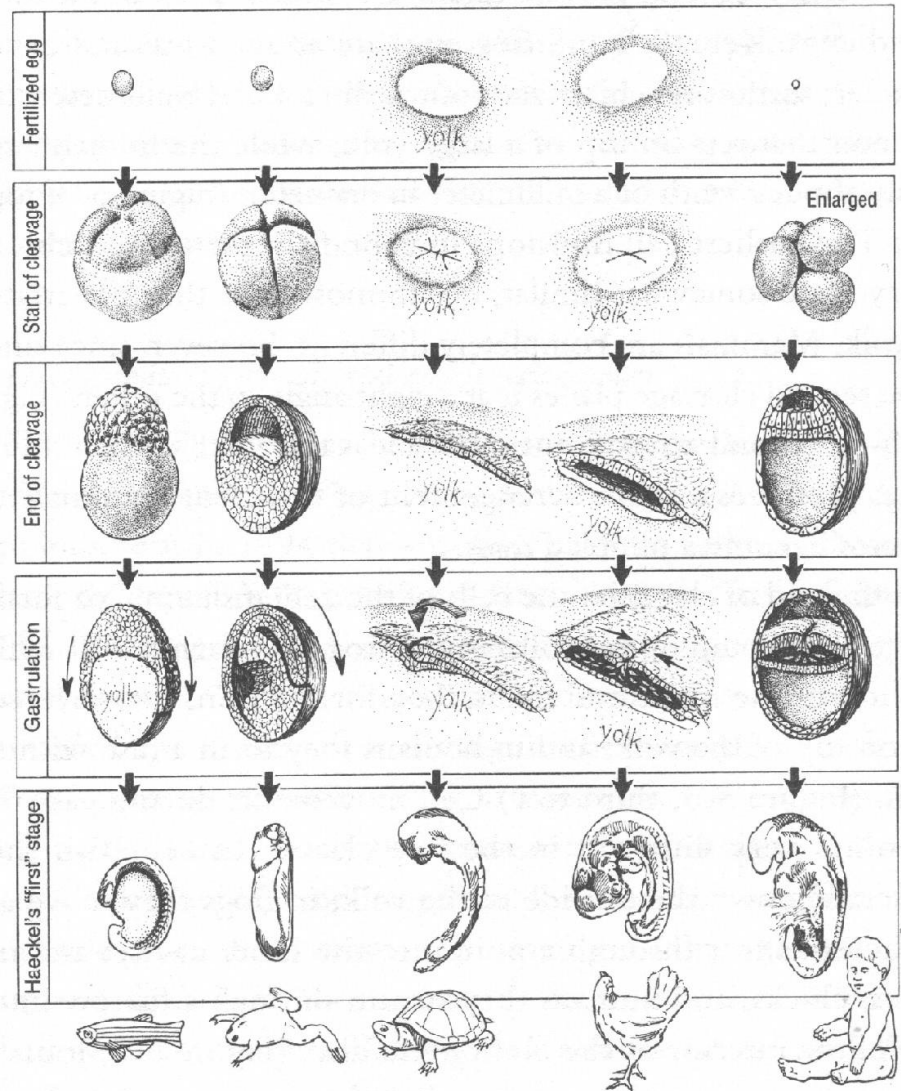 Fertilized egg
yolk
Start of cleavage
yolk
yolk
Enlarged
End of cleavage
yolk
yolk
Gastrulation
yolk
yolk
yolk
Haeckel's "first" stage